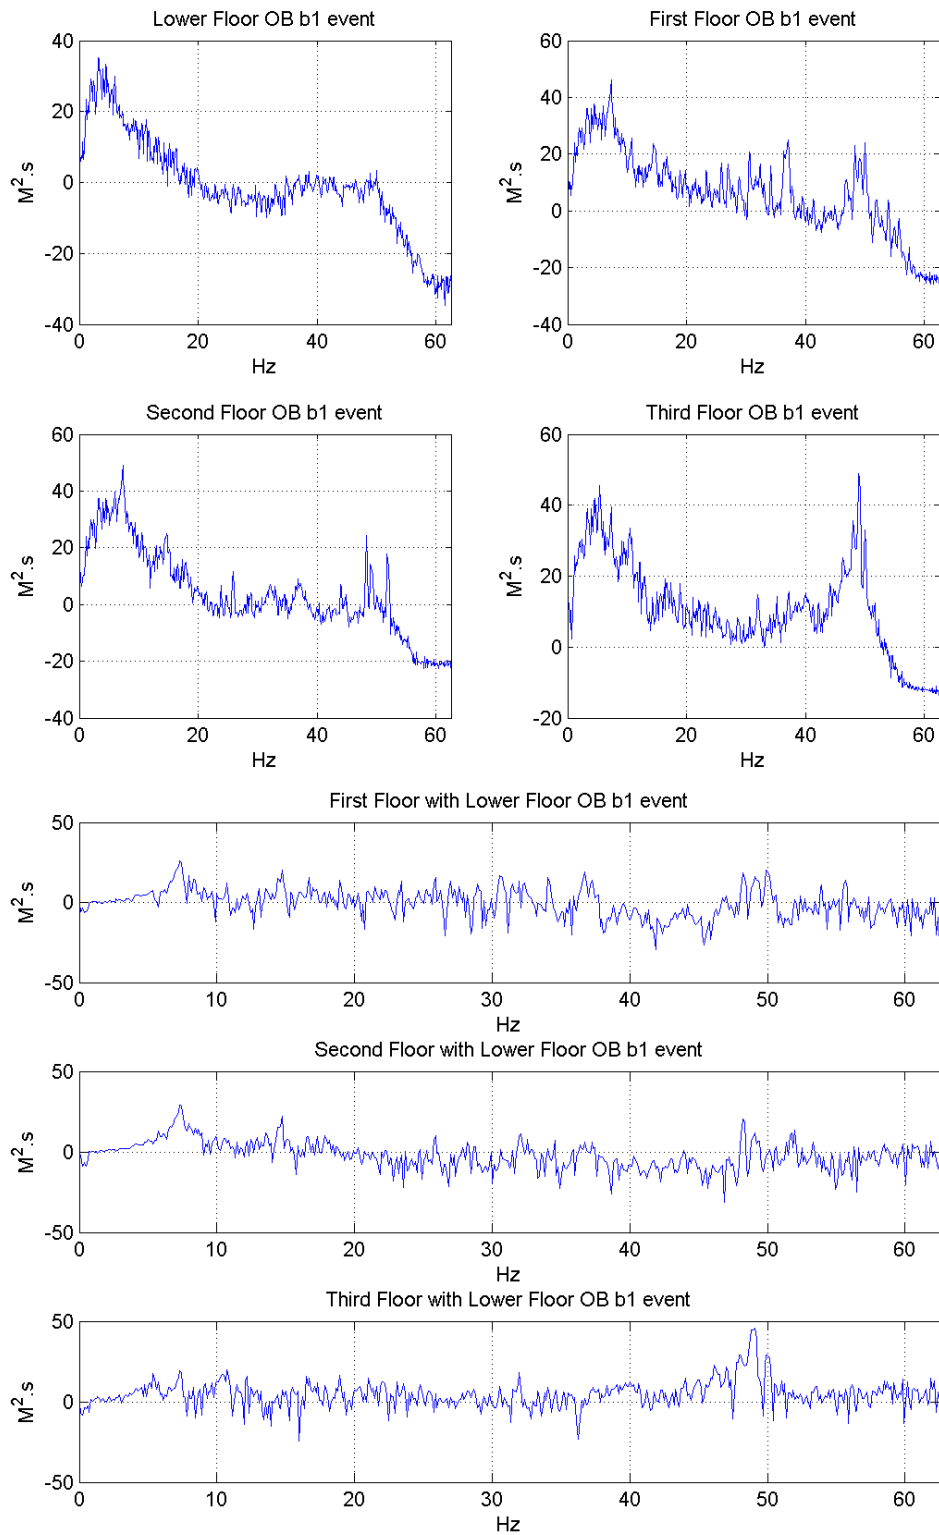 Lower Floor OB b1 event
40
20
0
-20
-40
0 20 40 60
M².s
Hz
First Floor OB b1 event
60
40
20
0
-20
-40
0 20 40 60
M².s
Hz
Second Floor OB b1 event
60
40
20
0
-20
-40
0 20 40 60
M².s
Hz
Third Floor OB b1 event
60
40
20
0
-20
0 20 40 60
M².s
Hz
First Floor with Lower Floor OB b1 event
50
0
-50
0 10 20 30 40 50 60
M².s
Hz
Second Floor with Lower Floor OB b1 event
50
0
-50
0 10 20 30 40 50 60
M².s
Hz
Third Floor with Lower Floor OB b1 event
50
0
-50
0 10 20 30 40 50 60
M².s
Hz